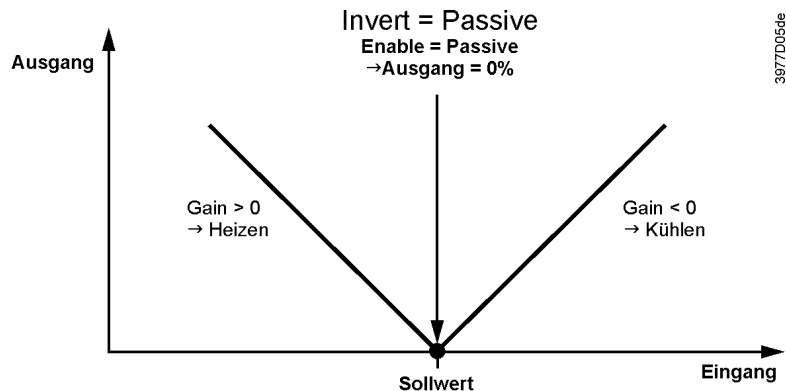 Invert = Passive
Enable = Passive
→Ausgang = 0%
3977D05de
Ausgang
Gain > 0
→ Heizen
Gain < 0
→ Kühlen
Eingang
Sollwert